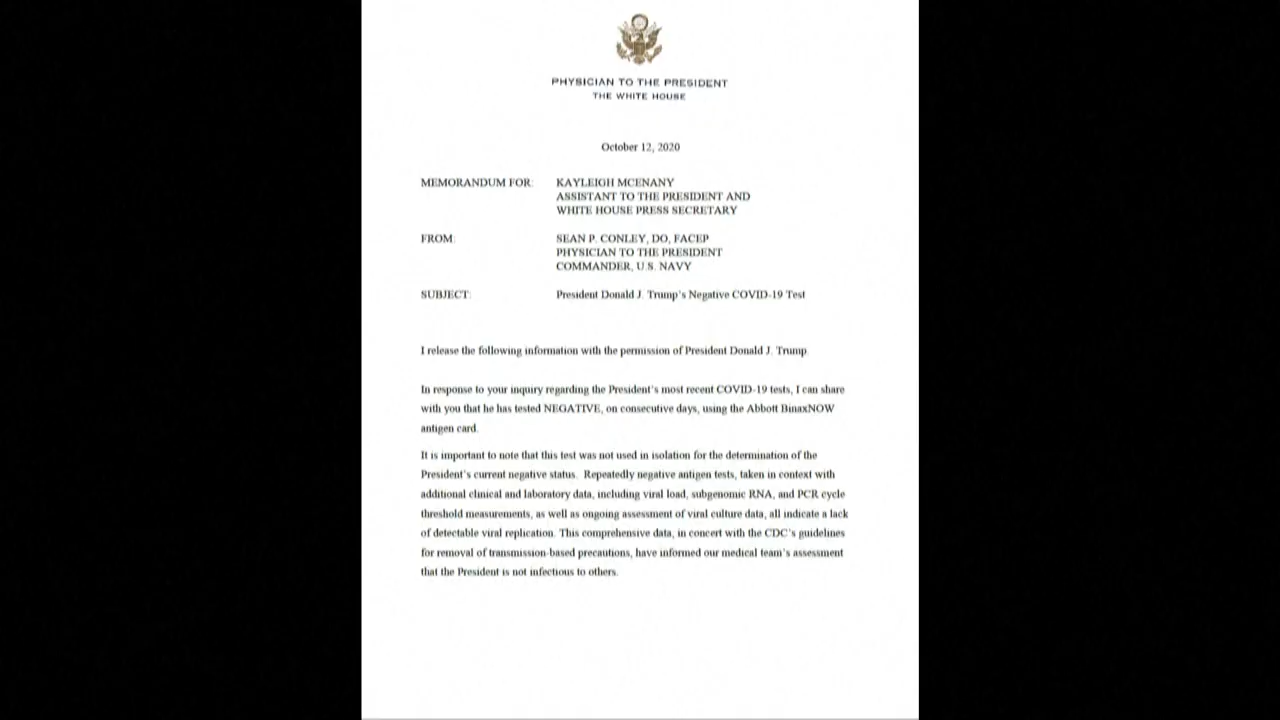 PHYSICIAN TO THE PRESIDENT
THE WHITE HOUSE
October 12, 2020
MEMORANDUM FOR: KAYLEIGH MCENANY
ASSISTANT TO THE PRESIDENT AND
WHITE HOUSE PRESS SECRETARY
FROM: SEAN P. CONLEY, DO, FACEP
PHYSICIAN TO THE PRESIDENT
COMMANDER, U.S. NAVY
SUBJECT: President Donald J. Trump's Negative COVID-19 Test
I release the following information with the permission of President Donald J. Trump.
In response to your inquiry regarding the President's most recent COVID-19 tests, I can share
with you that he has tested NEGATIVE, on consecutive days, using the Abbott BinaxNOW
antigen card.
It is important to note that this test was not used in isolation for the determination of the
President's current negative status. Repeatedly negative antigen tests, taken in context with
additional clinical and laboratory data, including viral load, subgenomic RNA, and PCR cycle
threshold measurements, as well as ongoing assessment of viral culture data, all indicate a lack
of detectable viral replication. This comprehensive data, in concert with the CDC's guidelines
for removal of transmission-based precautions, have informed our medical team's assessment
that the President is not infectious to others.